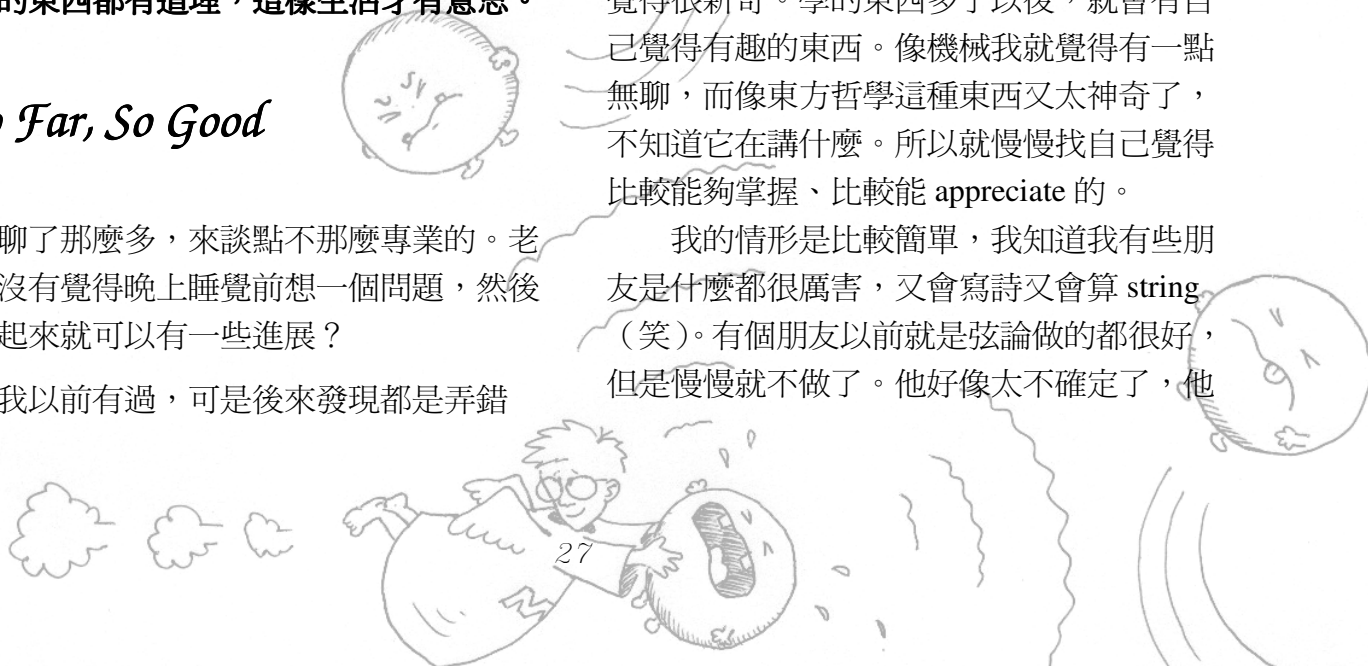 的東西都有道理，這樣生活才有意思。
Far, So Good
聊了那麼多，來談點不那麼專業的。老
沒有覺得晚上睡覺前想一個問題，然後
起來就可以有一些進展？
我以前有過，可是後來發現都是弄錯
覺得很新奇。學的東西多了以後，就會有自
己覺得有趣的東西。像機械我就覺得有一點
無聊，而像東方哲學這種東西又太神奇了，
不知道它在講什麼。所以就慢慢找自己覺得
比較能夠掌握、比較能 appreciate 的。
我的情形是比較簡單，我知道我有些朋
友是什麼都很厲害，又會寫詩又會算 string
（笑）。有個朋友以前就是弦論做的都很好，
但是慢慢就不做了。他好像太不確定了，他
27